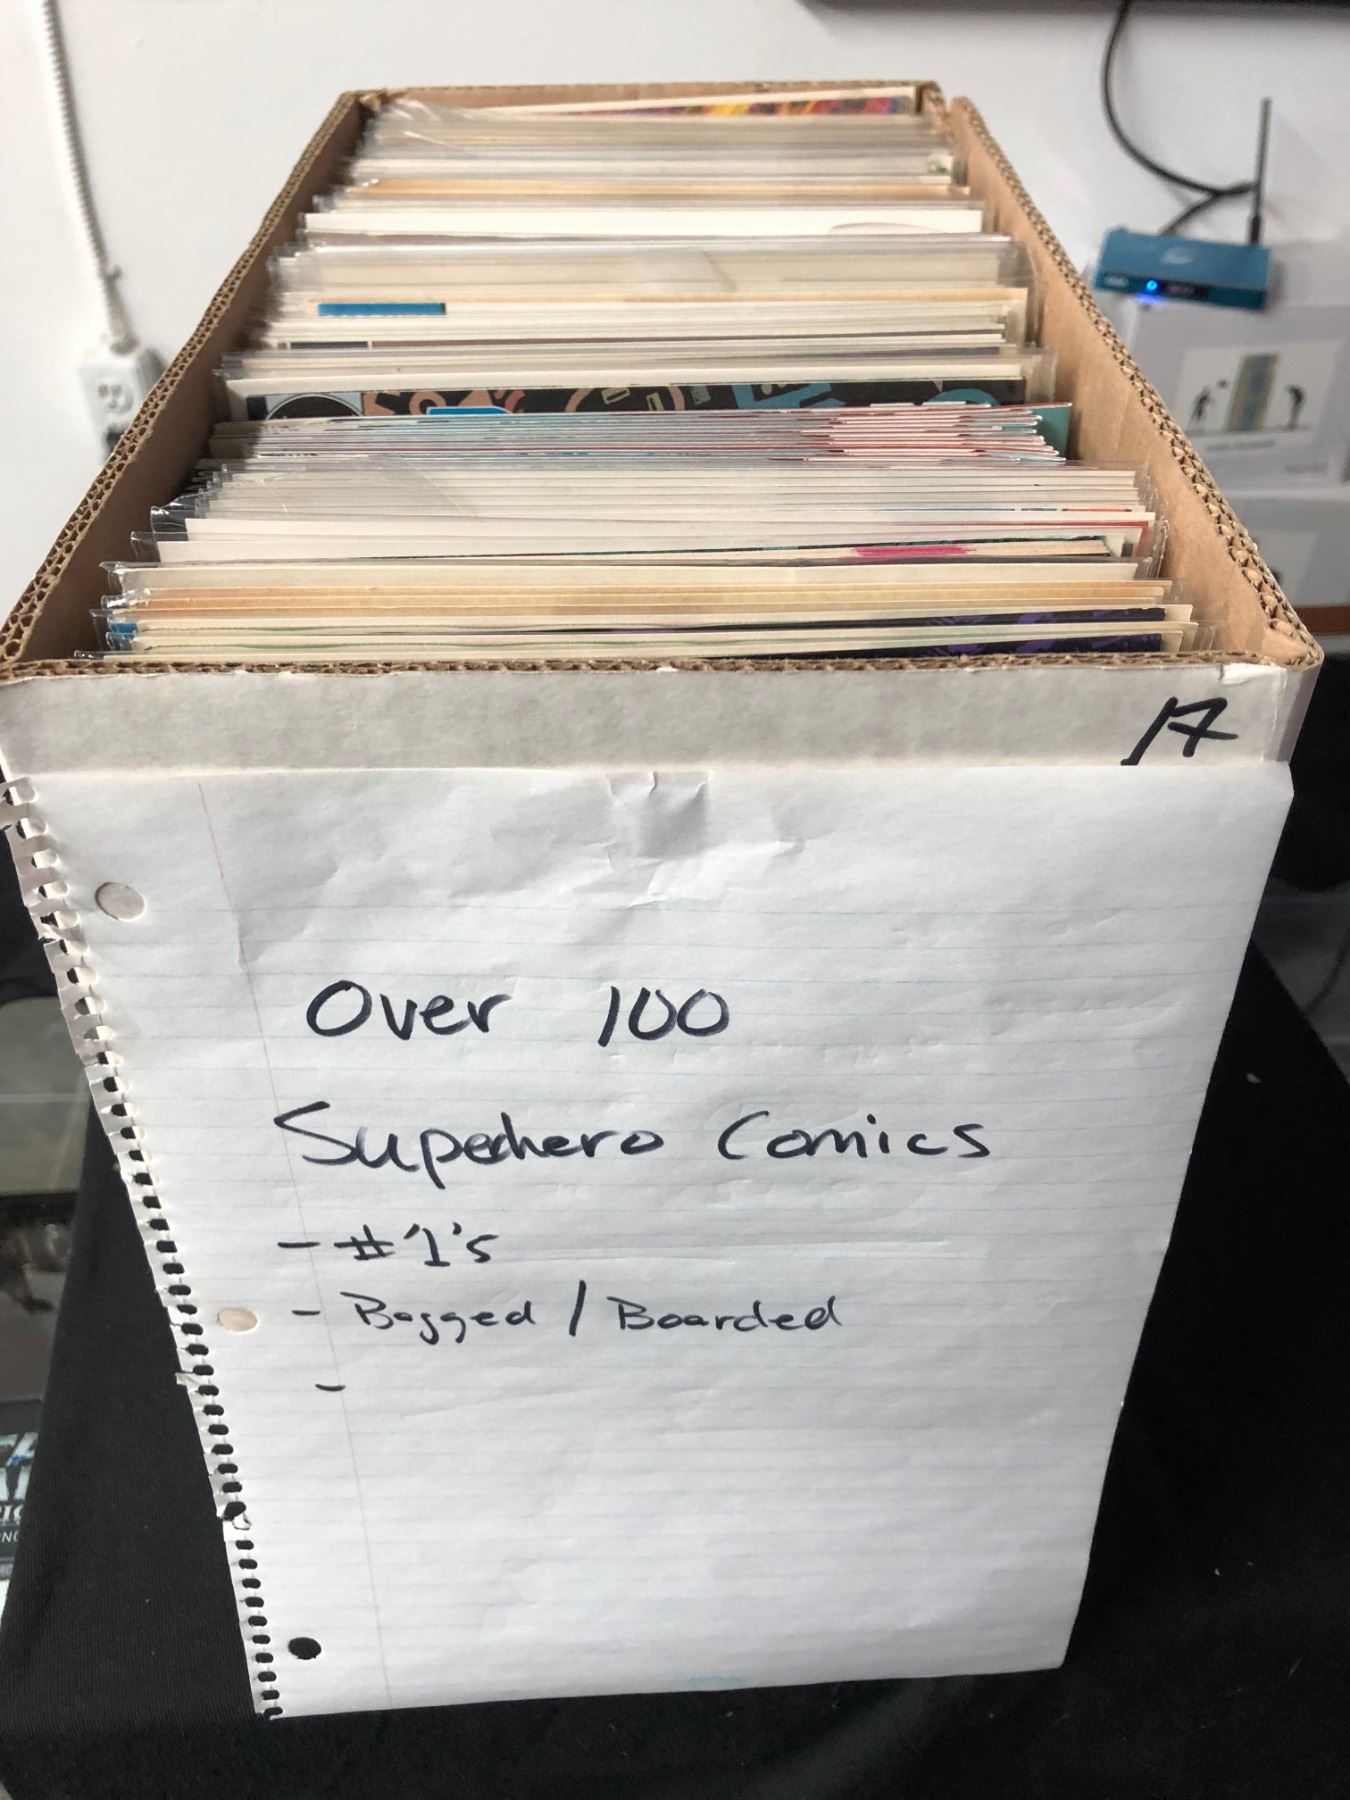 17
Over 100
Superhero Comics
- #'1's
- Bagged / Boarded
-